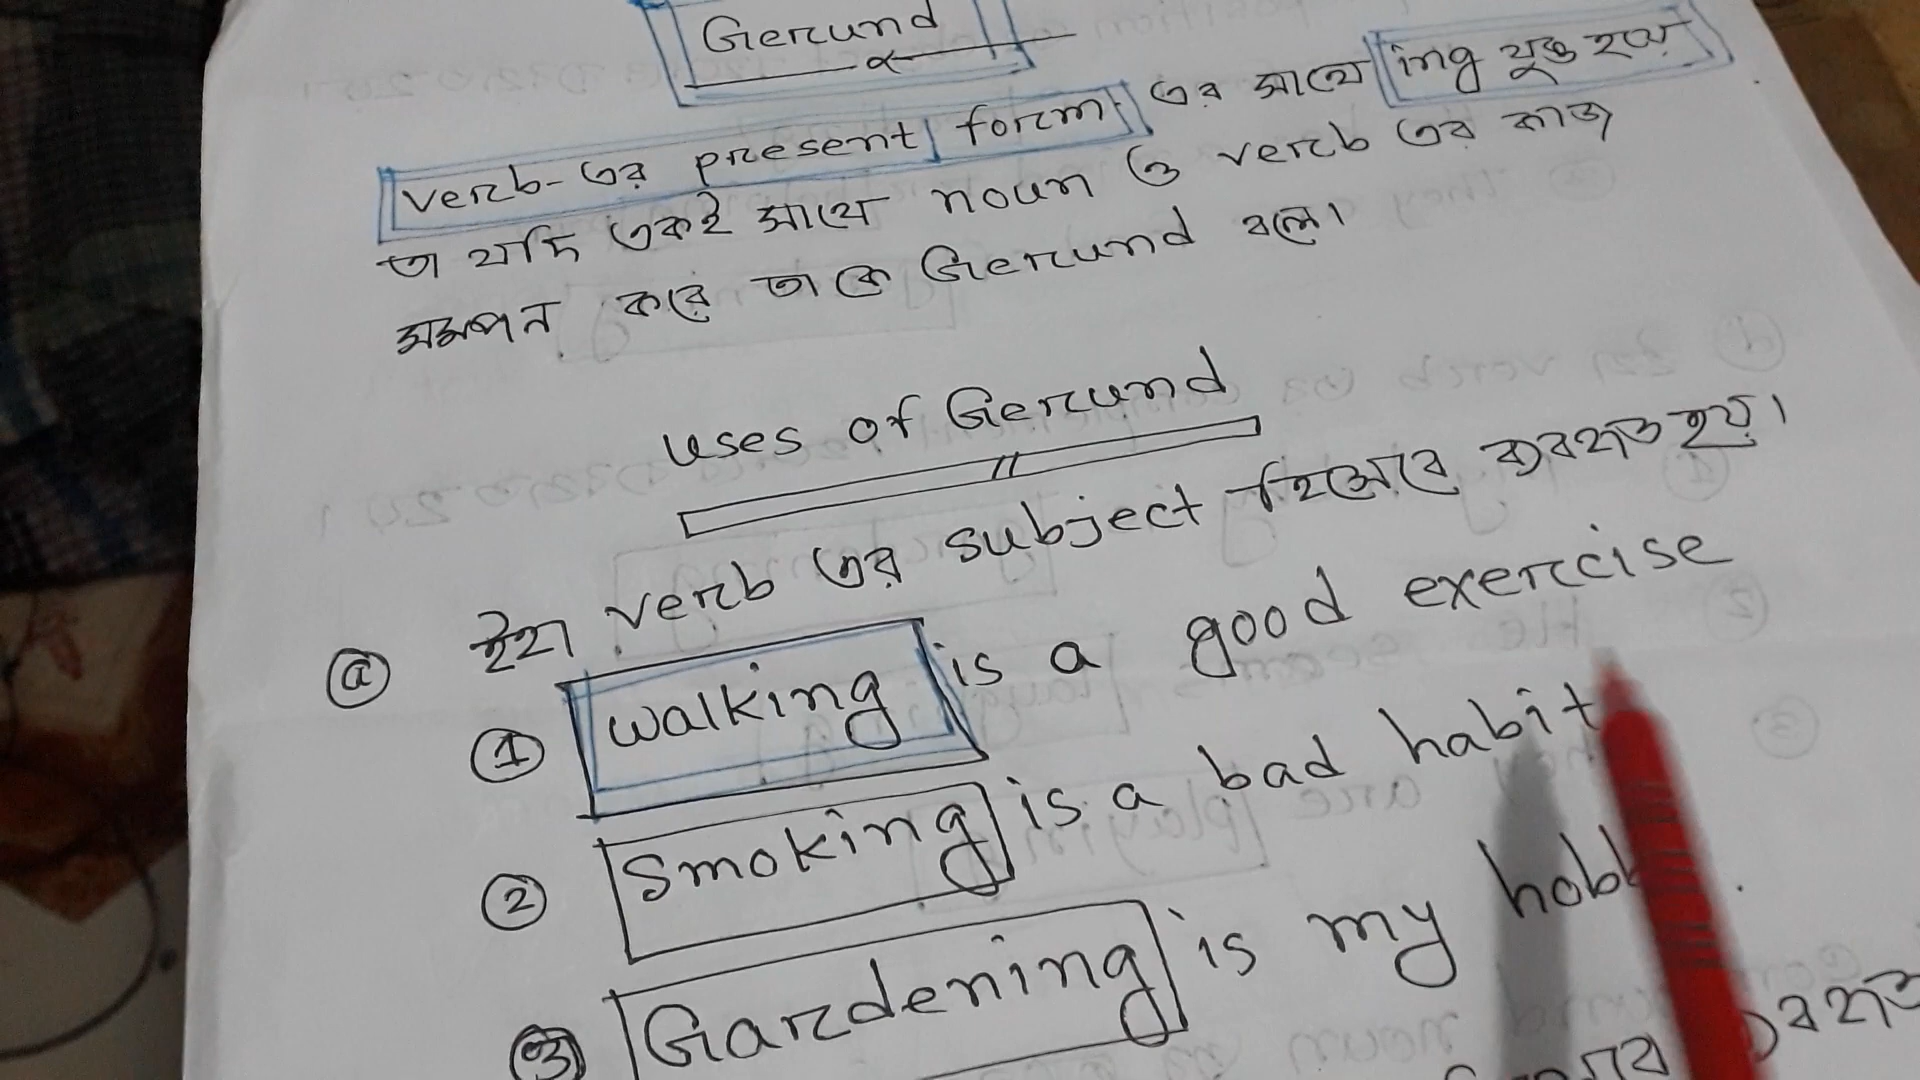 Gerund
verb-এর present form এর সাথে ing যুক্ত হয়ে
তা যদি একই সাথে noun ও verb এর কাজ
সমপন করে তা কে Gerund বলে।
uses of Gerund
ⓐ ইহা verb এর subject হিসেবে ব্যবহৃত হয়।
① walking is a good exercise
② Smoking is a bad habit
③ Gardening is my